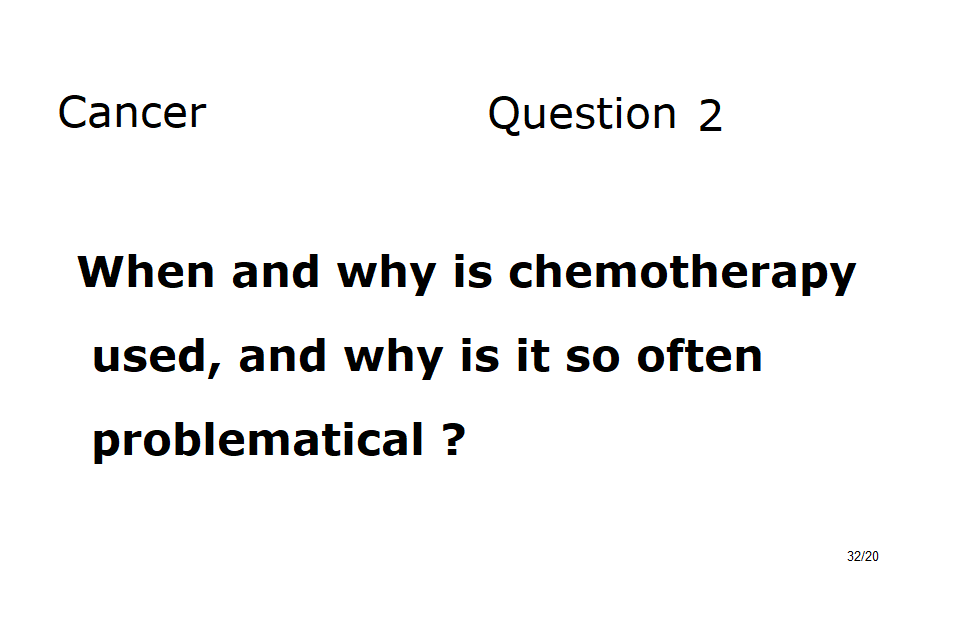 Cancer Question 2
When and why is chemotherapy
used, and why is it so often
problematical ?
32/20